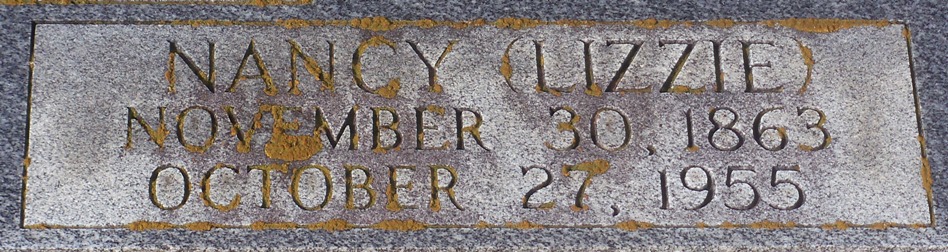 NANCY (LIZZIE)
NOVEMBER 30, 1863
OCTOBER 27, 1955